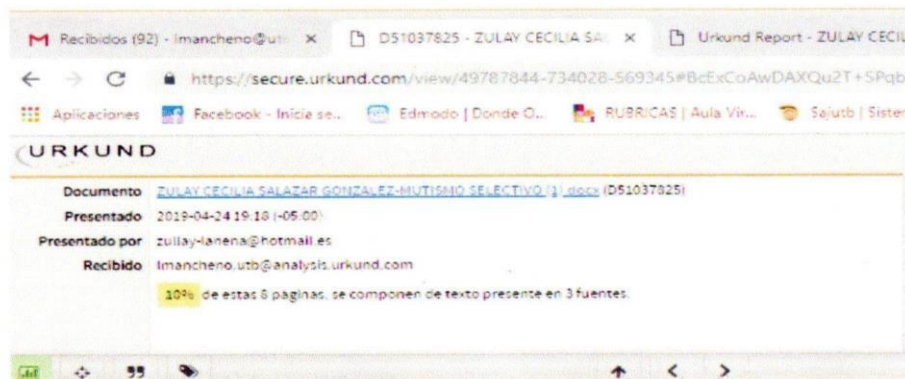 Recibidos (92) - lmancheno@ut
D51037825 - ZULAY CECILIA SA
Urkund Report - ZULAY CECIL
https://secure.urkund.com/view/49787844-734028-569345#BcExCoAwDAXQu2T+SPqb
Aplicaciones
Facebook - Inicia se...
Edmodo | Donde O...
RUBRICAS | Aula Vir...
Sajutb | Sister
URKUND
Documento ZULAY CECILIA SALAZAR GONZALEZ-MUTISMO SELECTIVO (1).docx (D51037825)
Presentado 2019-04-24 19:18 (-05:00)
Presentado por zullay-lanena@hotmail.es
Recibido lmancheno.utb@analysis.urkund.com
10% de estas 8 paginas, se componen de texto presente en 3 fuentes.